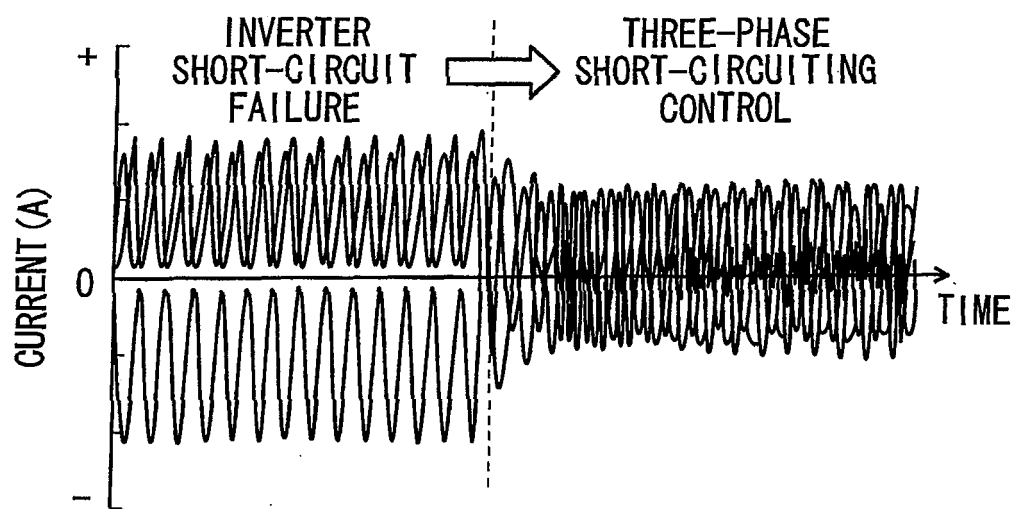 INVERTER
SHORT-CIRCUIT
FAILURE
THREE-PHASE
SHORT-CIRCUITING
CONTROL
+
CURRENT (A)
0
TIME
-